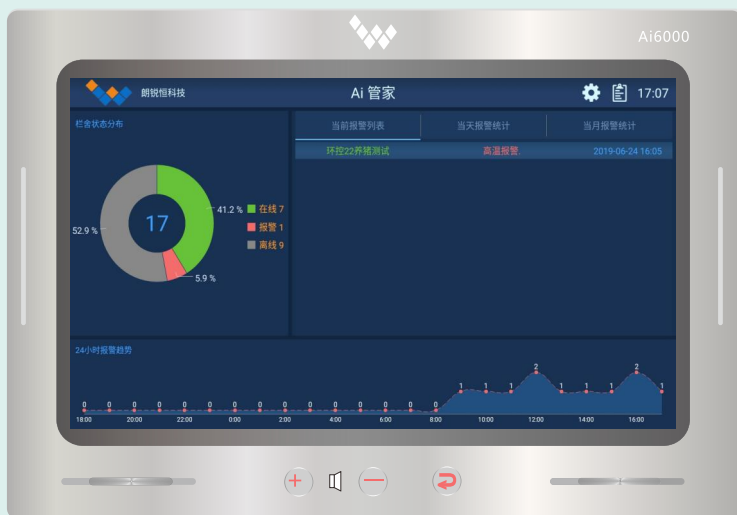 Ai6000
朗锐恒科技
Ai 管家
17:07
栏舍状态分布
当前报警列表
当天报警统计
当月报警统计
环控22养猪测试
高温报警.
2019-06-24 16:05
17
41.2 %
52.9 %
5.9 %
在线 7
报警 1
离线 9
24小时报警趋势
0 0 0 0 0 0 0 0 0 0 0 0 0 0 0 1 1 1 2 1 1 1 2 1
18:00 20:00 22:00 0:00 2:00 4:00 6:00 8:00 10:00 12:00 14:00 16:00